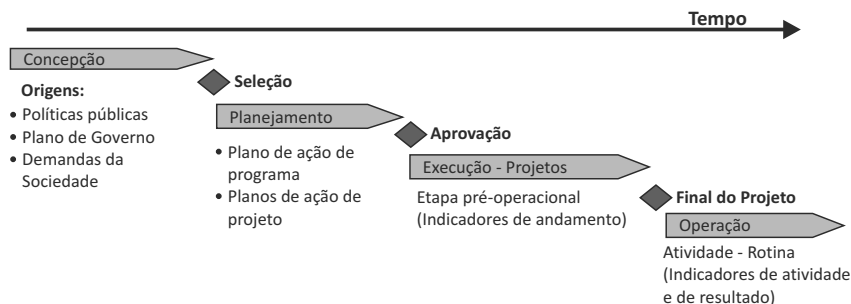 Tempo
Concepção
Origens:
• Políticas públicas
• Plano de Governo
• Demandas da
Sociedade
Seleção
Planejamento
• Plano de ação de
programa
• Planos de ação de
projeto
Aprovação
Execução - Projetos
Etapa pré-operacional
(Indicadores de andamento)
Final do Projeto
Operação
Atividade - Rotina
(Indicadores de atividade
e de resultado)